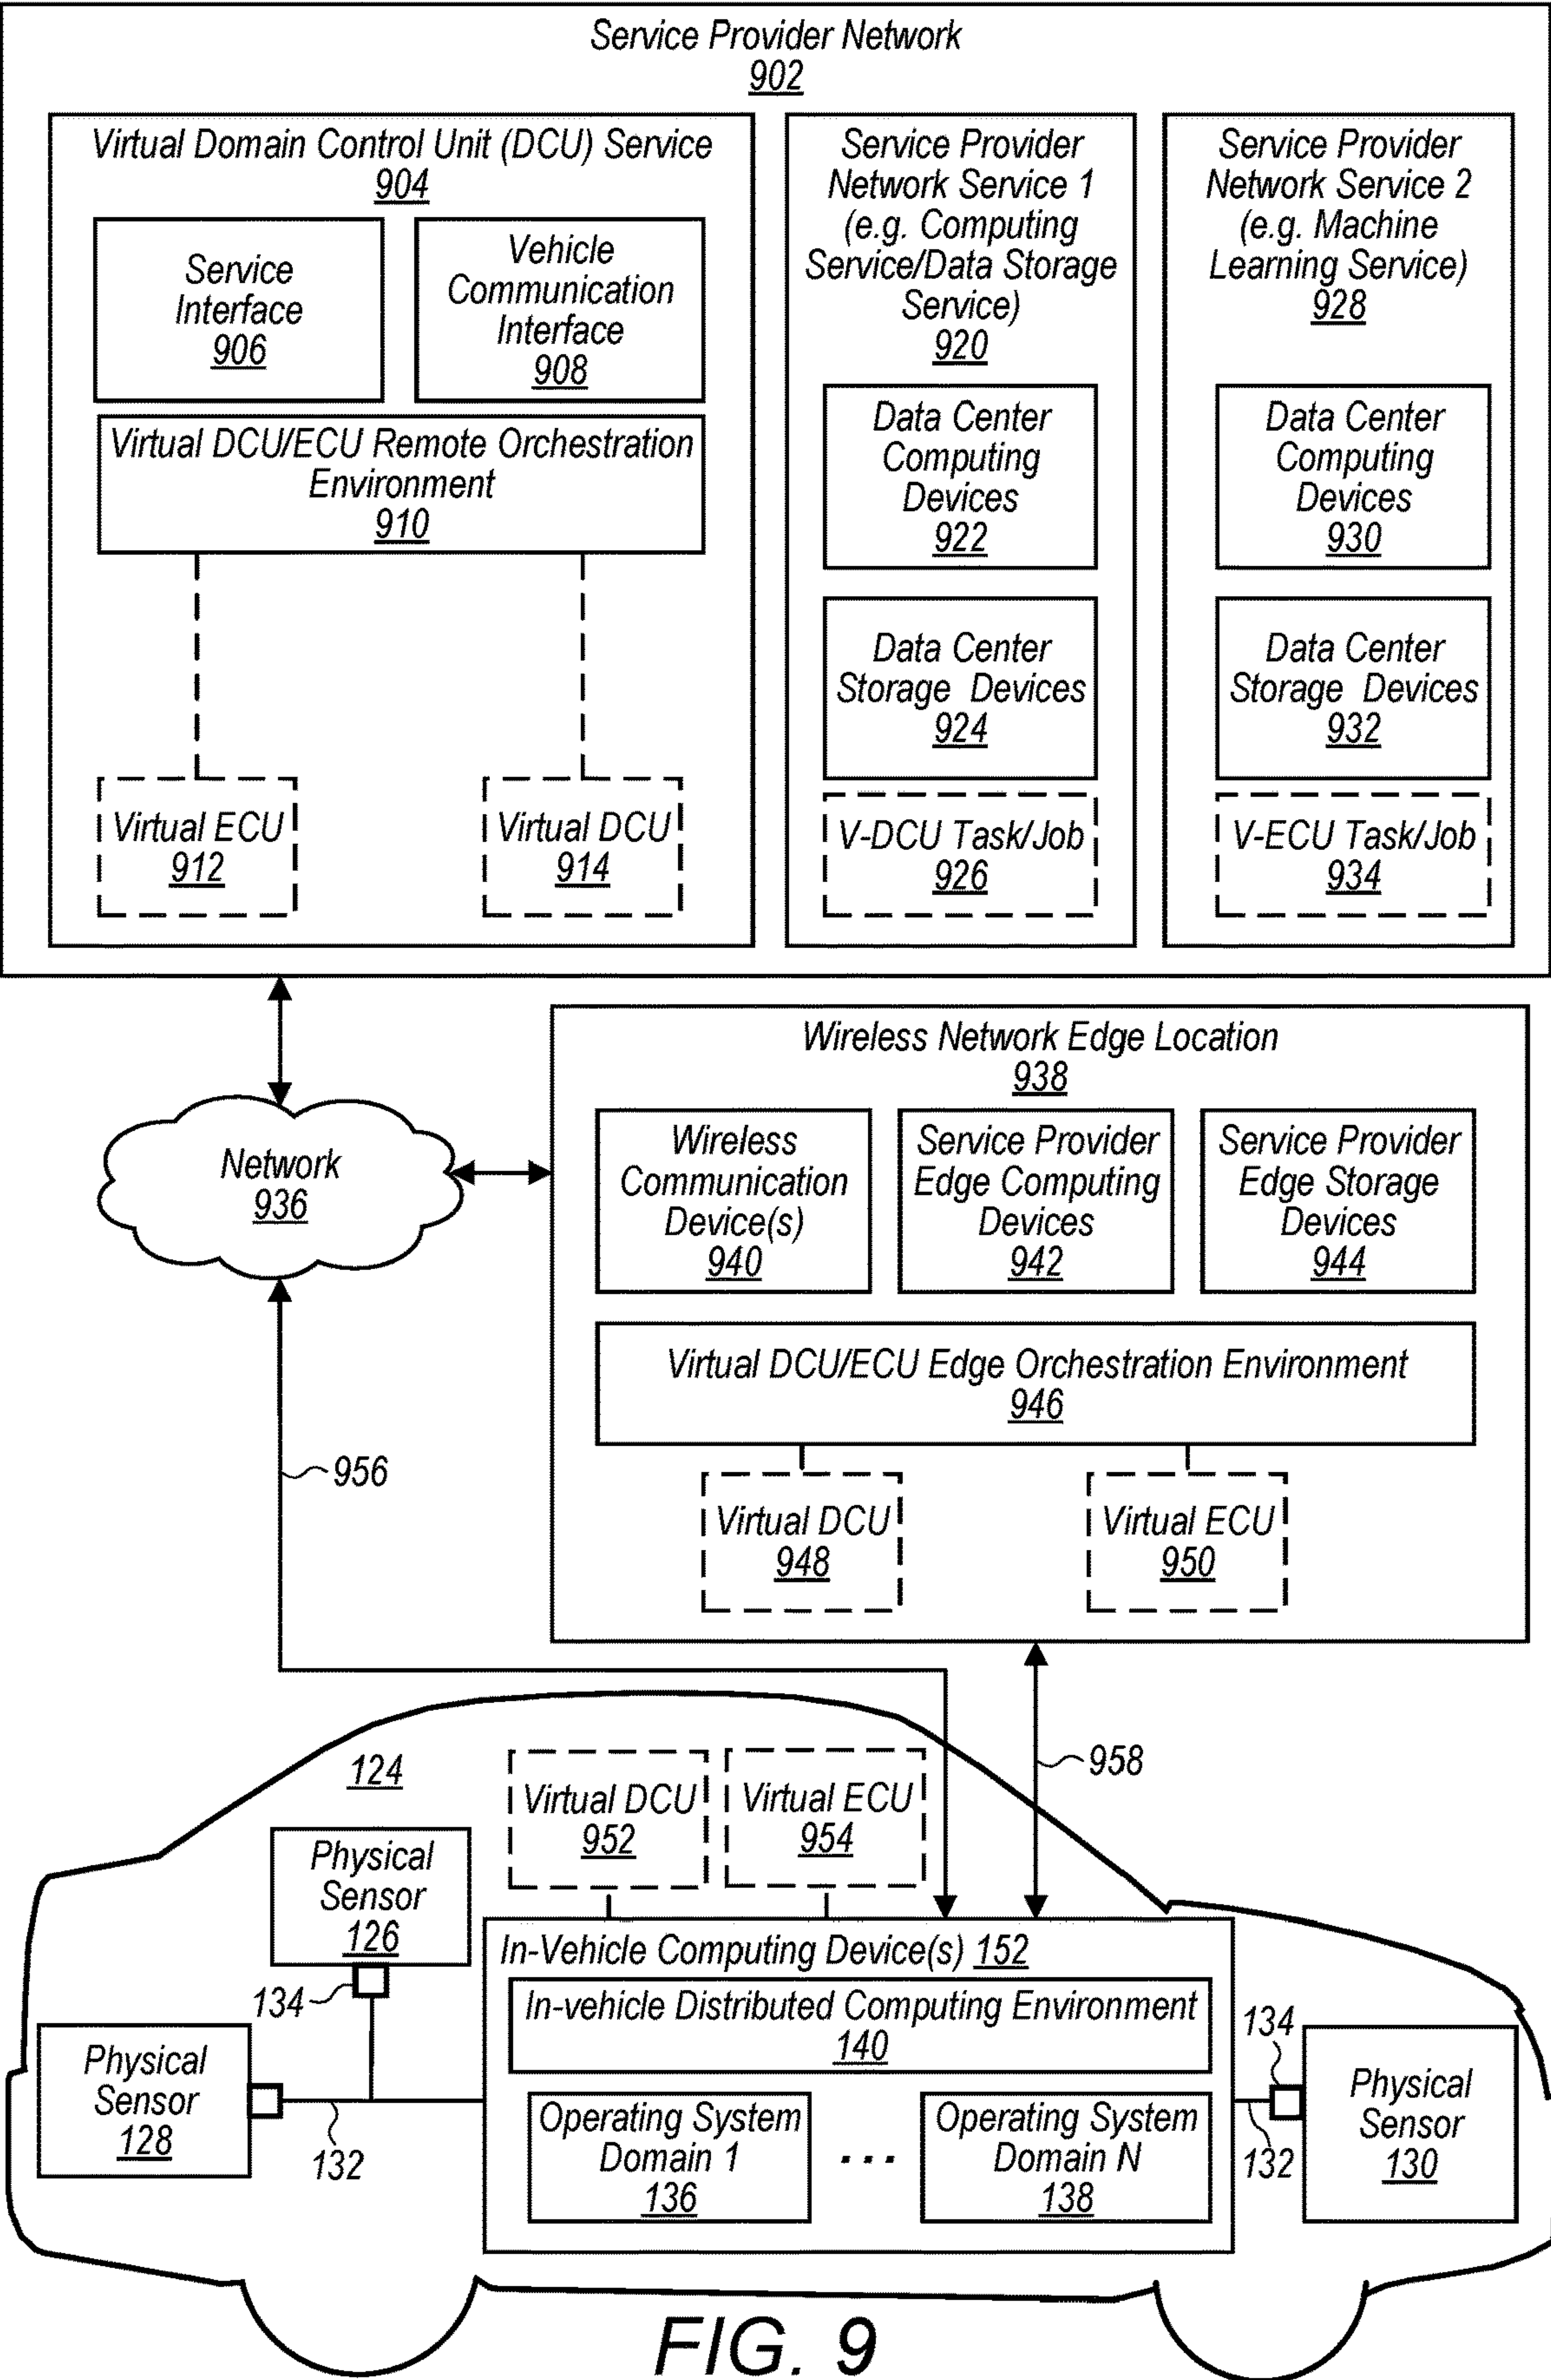 Service Provider Network
902
Virtual Domain Control Unit (DCU) Service
904
Service
Interface
906
Vehicle
Communication
Interface
908
Virtual DCU/ECU Remote Orchestration
Environment
910
Virtual ECU
912
Virtual DCU
914
Service Provider
Network Service 1
(e.g. Computing
Service/Data Storage
Service)
920
Data Center
Computing
Devices
922
Data Center
Storage Devices
924
V-DCU Task/Job
926
Service Provider
Network Service 2
(e.g. Machine
Learning Service)
928
Data Center
Computing
Devices
930
Data Center
Storage Devices
932
V-ECU Task/Job
934
Network
936
Wireless Network Edge Location
938
Wireless
Communication
Device(s)
940
Service Provider
Edge Computing
Devices
942
Service Provider
Edge Storage
Devices
944
Virtual DCU/ECU Edge Orchestration Environment
946
Virtual DCU
948
Virtual ECU
950
956
958
124
Virtual DCU
952
Virtual ECU
954
Physical
Sensor
126
134
Physical
Sensor
128
132
In-Vehicle Computing Device(s) 152
In-vehicle Distributed Computing Environment
140
Operating System
Domain 1
136
...
Operating System
Domain N
138
134
132
Physical
Sensor
130
FIG. 9